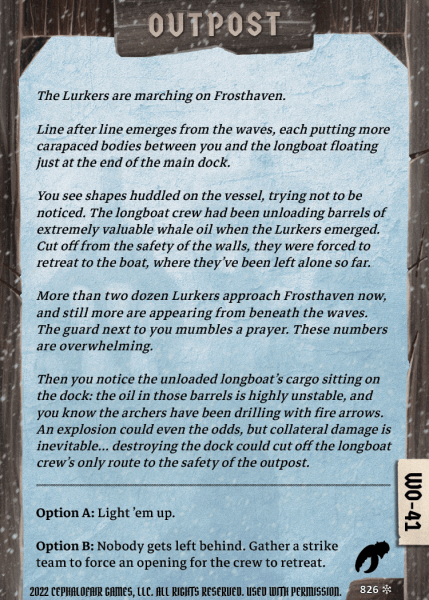 OUTPOST
The Lurkers are marching on Frosthaven.
Line after line emerges from the waves, each putting more
carapaced bodies between you and the longboat floating
just at the end of the main dock.
You see shapes huddled on the vessel, trying not to be
noticed. The longboat crew had been unloading barrels of
extremely valuable whale oil when the Lurkers emerged.
Cut off from the safety of the walls, they were forced to
retreat to the boat, where they've been left alone so far.
More than two dozen Lurkers approach Frosthaven now,
and still more are appearing from beneath the waves.
The guard next to you mumbles a prayer. These numbers
are overwhelming.
Then you notice the unloaded longboat's cargo sitting on
the dock: the oil in those barrels is highly unstable, and
you know the archers have been drilling with fire arrows.
An explosion could even the odds, but collateral damage is
inevitable... destroying the dock could cut off the longboat
crew's only route to the safety of the outpost.
Option A: Light 'em up.
Option B: Nobody gets left behind. Gather a strike
team to force an opening for the crew to retreat.
WO-41
2022 CEPHALOFAIR GAMES, LLC. ALL RIGHTS RESERVED. USED WITH PERMISSION.
826